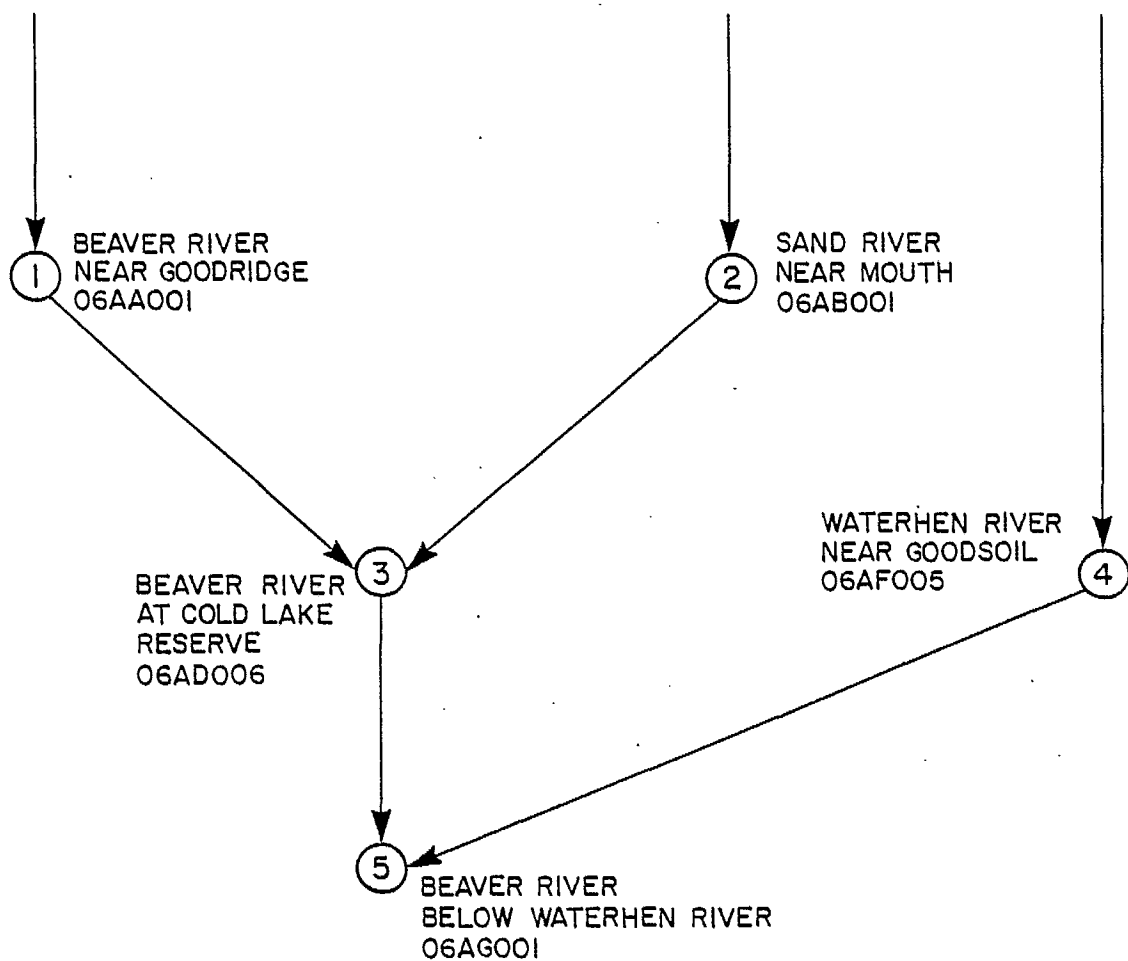 1
BEAVER RIVER
NEAR GOODRIDGE
06AA001
2
SAND RIVER
NEAR MOUTH
06AB001
3
BEAVER RIVER
AT COLD LAKE
RESERVE
06AD006
WATERHEN RIVER
NEAR GOODSOIL
06AF005
4
5
BEAVER RIVER
BELOW WATERHEN RIVER
06AG001